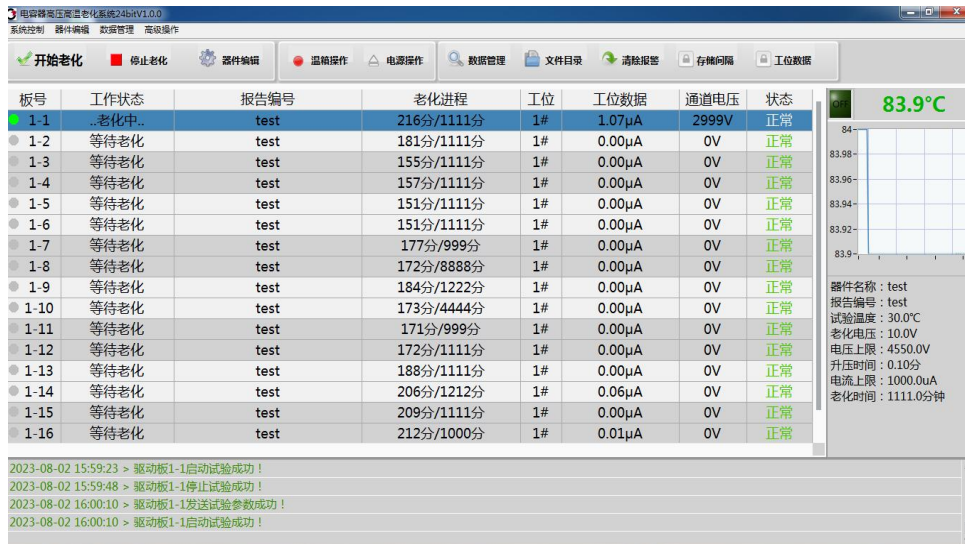 电容器高压高温老化系统24bitV1.0.0
系统控制 器件编辑 数据管理 高级操作
开始老化 停止老化 器件编辑 温箱操作 电源操作 数据管理 文件目录 清除报警 存储间隔 工位数据
板号 工作状态 报告编号 老化进程 工位 工位数据 通道电压 状态
1-1 ..老化中.. test 216分/1111分 1# 1.07μA 2999V 正常
1-2 等待老化 test 181分/1111分 1# 0.00μA 0V 正常
1-3 等待老化 test 155分/1111分 1# 0.00μA 0V 正常
1-4 等待老化 test 157分/1111分 1# 0.00μA 0V 正常
1-5 等待老化 test 151分/1111分 1# 0.00μA 0V 正常
1-6 等待老化 test 151分/1111分 1# 0.00μA 0V 正常
1-7 等待老化 test 177分/999分 1# 0.00μA 0V 正常
1-8 等待老化 test 172分/8888分 1# 0.00μA 0V 正常
1-9 等待老化 test 184分/1222分 1# 0.00μA 0V 正常
1-10 等待老化 test 173分/4444分 1# 0.00μA 0V 正常
1-11 等待老化 test 171分/999分 1# 0.00μA 0V 正常
1-12 等待老化 test 172分/1111分 1# 0.00μA 0V 正常
1-13 等待老化 test 188分/1111分 1# 0.00μA 0V 正常
1-14 等待老化 test 206分/1212分 1# 0.06μA 0V 正常
1-15 等待老化 test 209分/1111分 1# 0.00μA 0V 正常
1-16 等待老化 test 212分/1000分 1# 0.01μA 0V 正常
OFF 83.9°C
84
83.98
83.96
83.94
83.92
83.9
器件名称：test
报告编号：test
试验温度：30.0℃
老化电压：10.0V
电压上限：4550.0V
升压时间：0.10分
电流上限：1000.0uA
老化时间：1111.0分钟
2023-08-02 15:59:23 > 驱动板1-1启动试验成功！
2023-08-02 15:59:48 > 驱动板1-1停止试验成功！
2023-08-02 16:00:10 > 驱动板1-1发送试验参数成功！
2023-08-02 16:00:10 > 驱动板1-1启动试验成功！